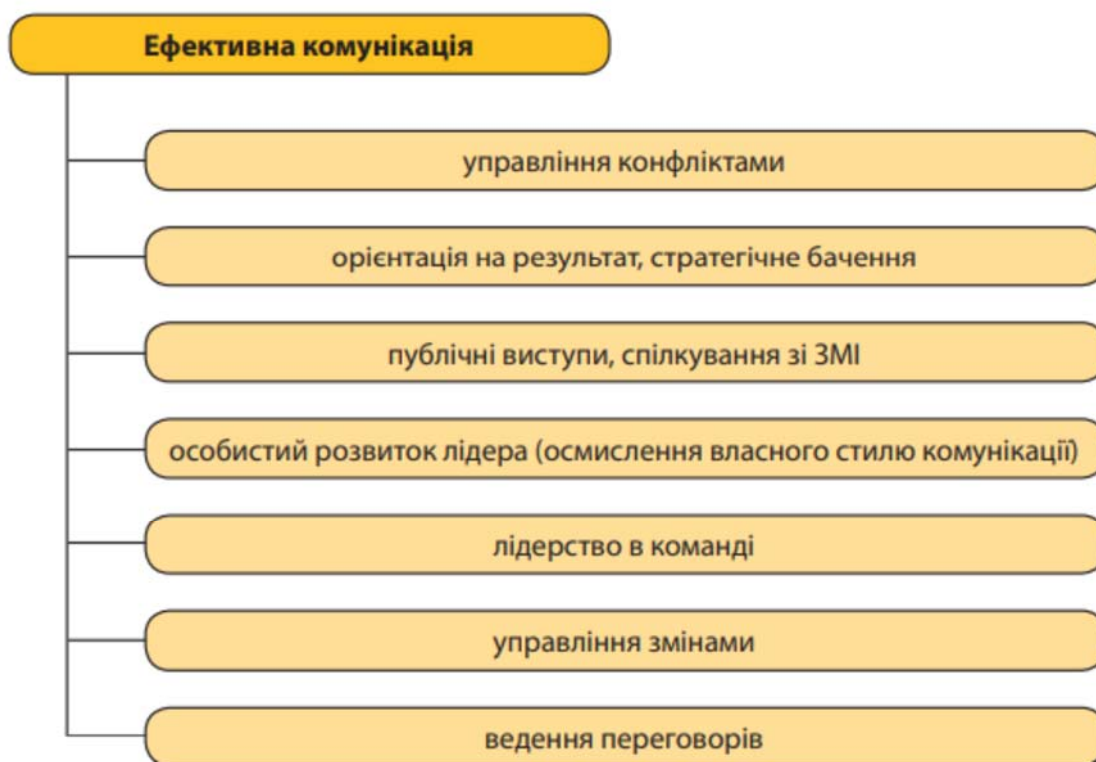 Ефективна комунікація
управління конфліктами
орієнтація на результат, стратегічне бачення
публічні виступи, спілкування зі ЗМІ
особистий розвиток лідера (осмислення власного стилю комунікації)
лідерство в команді
управління змінами
ведення переговорів